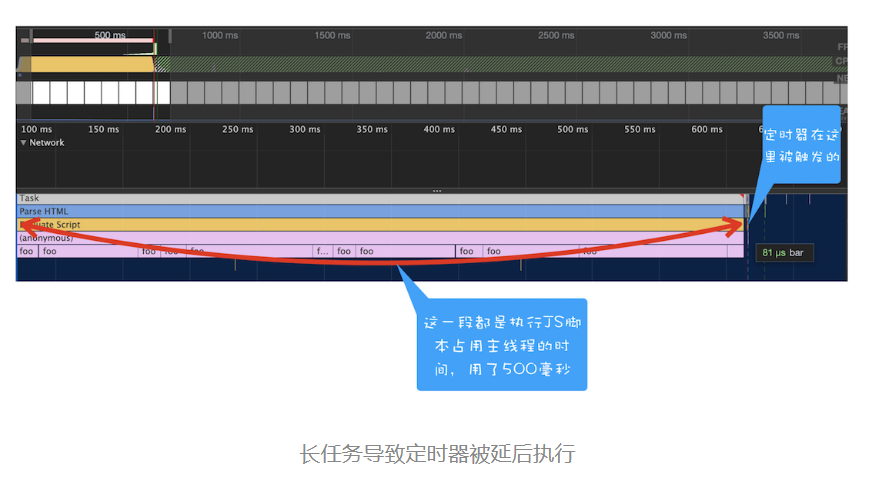 500 ms 1000 ms 1500 ms 2000 ms 2500 ms 3000 ms 3500 ms
100 ms 150 ms 200 ms 250 ms 300 ms 350 ms 400 ms 450 ms 500 ms 550 ms 600 ms
▼ Network
定时器在这
里被触发的
...
Task
Parse HTML
Script
(anonymous)
foo foo foo foo foo f... foo foo foo foo foo
81 µs bar
这一段都是执行JS脚
本占用主线程的时
间，用了500毫秒
长任务导致定时器被延后执行